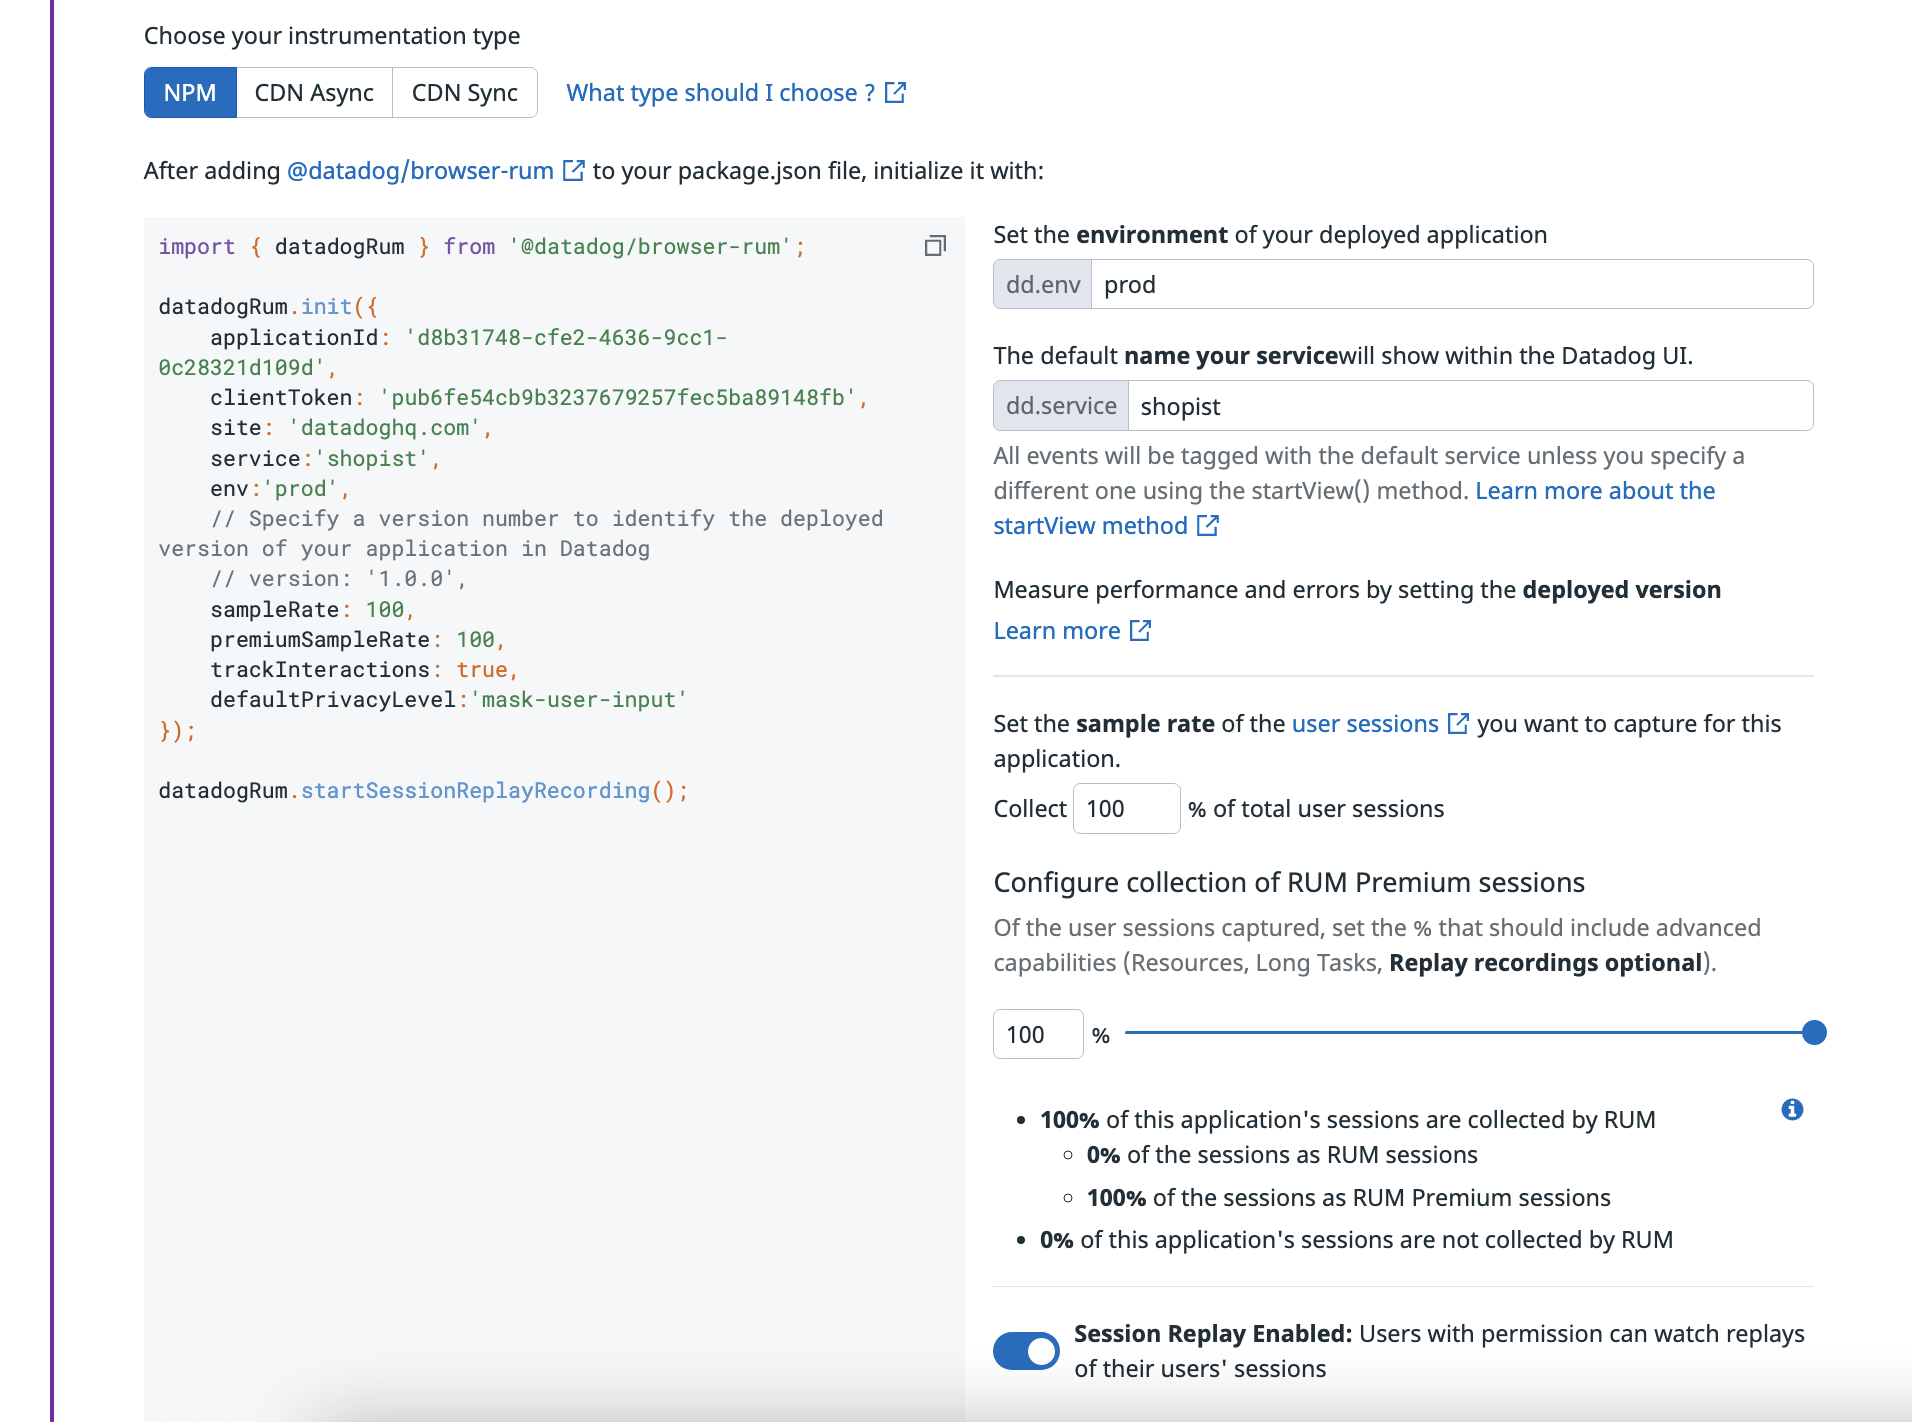 Choose your instrumentation type
NPM
CDN Async
CDN Sync
What type should I choose ?
After adding @datadog/browser-rum to your package.json file, initialize it with:
import { datadogRum } from '@datadog/browser-rum';
datadogRum.init({
applicationId: 'd8b31748-cfe2-4636-9cc1-
0c28321d109d',
clientToken: 'pub6fe54cb9b3237679257fec5ba89148fb',
site: 'datadoghq.com',
service:'shopist',
env:'prod',
// Specify a version number to identify the deployed
version of your application in Datadog
// version: '1.0.0',
sampleRate: 100,
premiumSampleRate: 100,
trackInteractions: true,
defaultPrivacyLevel:'mask-user-input'
});
datadogRum.startSessionReplayRecording();
Set the environment of your deployed application
dd.env prod
The default name your servicewill show within the Datadog UI.
dd.service shopist
All events will be tagged with the default service unless you specify a
different one using the startView() method. Learn more about the
startView method
Measure performance and errors by setting the deployed version
Learn more
Set the sample rate of the user sessions you want to capture for this
application.
Collect 100 % of total user sessions
Configure collection of RUM Premium sessions
Of the user sessions captured, set the % that should include advanced
capabilities (Resources, Long Tasks, Replay recordings optional).
100 %
• 100% of this application's sessions are collected by RUM
◦ 0% of the sessions as RUM sessions
◦ 100% of the sessions as RUM Premium sessions
• 0% of this application's sessions are not collected by RUM
Session Replay Enabled: Users with permission can watch replays
of their users' sessions